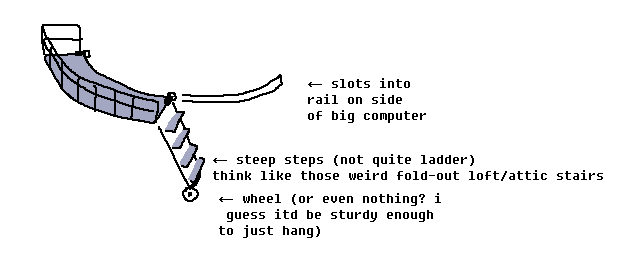 ← slots into
rail on side
of big computer
← steep steps (not quite ladder)
think like those weird fold-out loft/attic stairs
← wheel (or even nothing? i
guess itd be sturdy enough
to just hang)